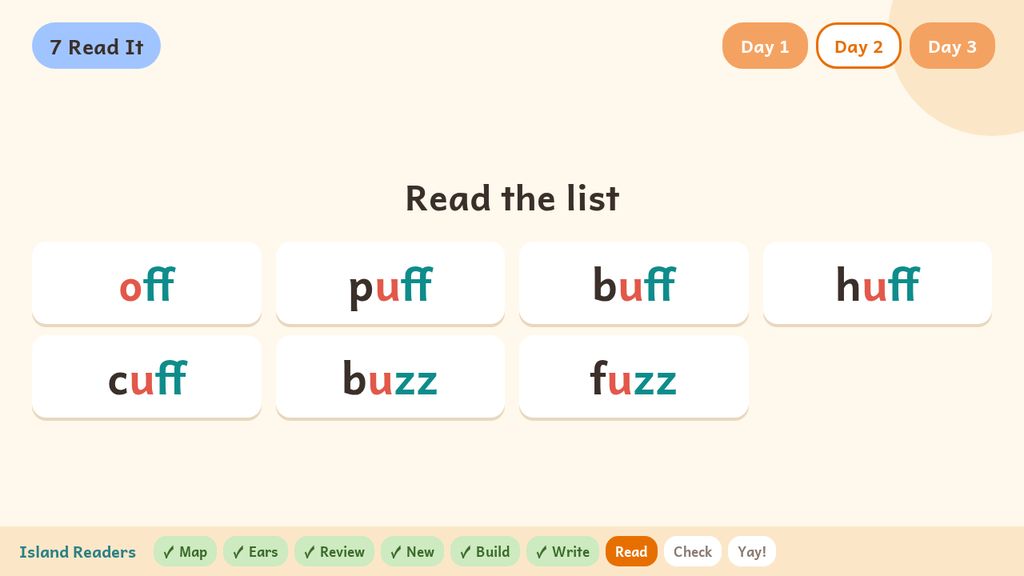 7 Read It
Day 1 Day 2 Day 3
Read the list
off puff buff huff
cuff buzz fuzz
Island Readers ✓ Map ✓ Ears ✓ Review ✓ New ✓ Build ✓ Write Read Check Yay!